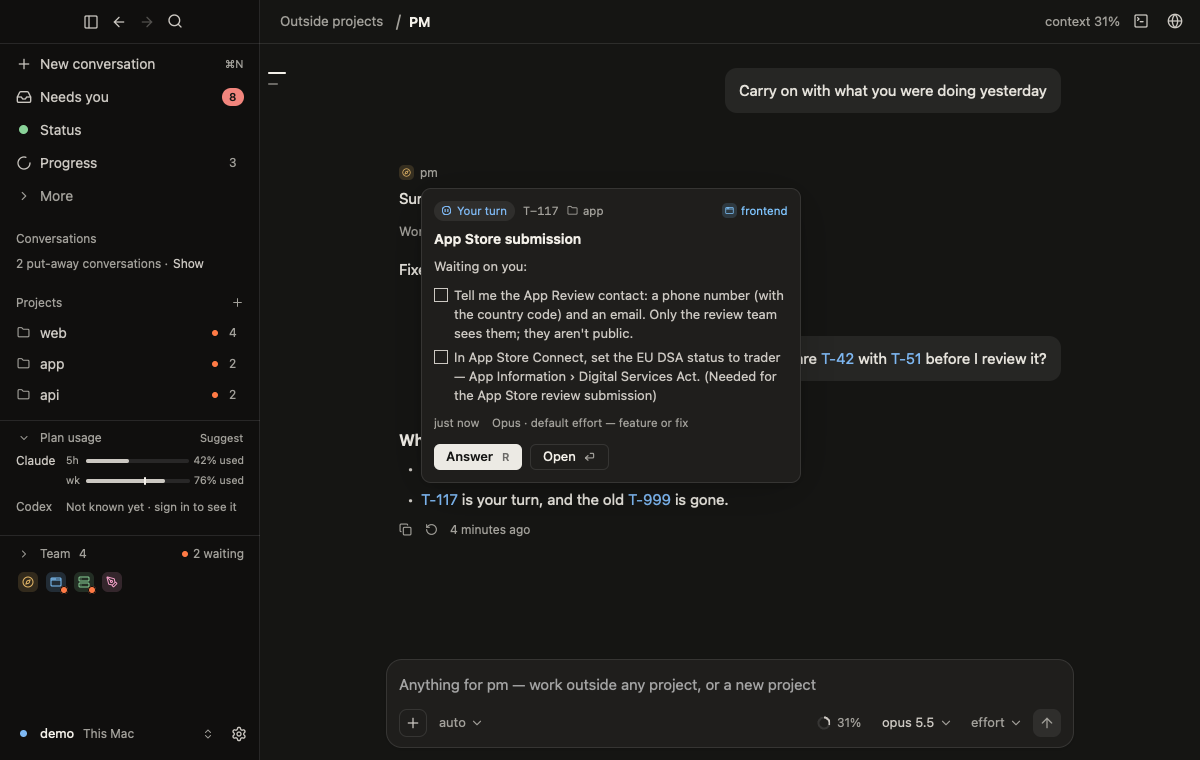 Outside projects / PM
context 31%
New conversation ⌘N
Needs you 8
Status
Progress 3
More
Conversations
2 put-away conversations · Show
Projects
web 4
app 2
api 2
Plan usage Suggest
Claude 5h 42% used
wk 76% used
Codex Not known yet · sign in to see it
Team 4 2 waiting
demo This Mac
Carry on with what you were doing yesterday
pm
Your turn T-117 app frontend
App Store submission
Waiting on you:
Tell me the App Review contact: a phone number (with
the country code) and an email. Only the review team
sees them; they aren't public.
In App Store Connect, set the EU DSA status to trader
— App Information › Digital Services Act. (Needed for
the App Store review submission)
just now Opus · default effort — feature or fix
Answer R Open
T-42 with T-51 before I review it?
• T-117 is your turn, and the old T-999 is gone.
4 minutes ago
Anything for pm — work outside any project, or a new project
auto 31% opus 5.5 effort